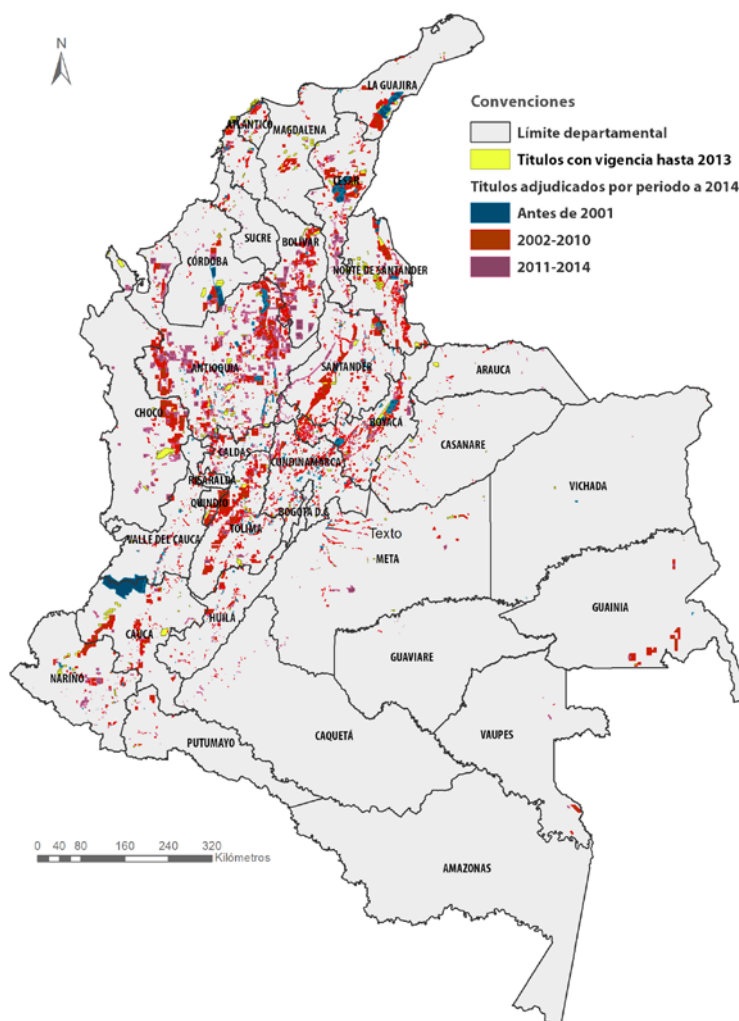 N
LA GUAJIRA
ATLANTICO
MAGDALENA
CESAR
Convenciones
Límite departamental
Titulos con vigencia hasta 2013
Titulos adjudicados por periodo a 2014
Antes de 2001
2002-2010
2011-2014
SUCRE
BOLIVAR
CORDOBA
NORTE DE SANTANDER
ANTIOQUIA
SANTANDER
ARAUCA
CHOCO
BOYACA
CASANARE
CALDAS
CUNDINAMARCA
RISARALDA
VICHADA
QUINDIO
BOGOTA D.C.
TOLIMA
Texto
VALLE DEL CAUCA
META
GUAINIA
HUILA
CAUCA
GUAVIARE
NARIÑO
VAUPES
CAQUETÁ
PUTUMAYO
0 40 80 160 240 320
Kilómetros
AMAZONAS